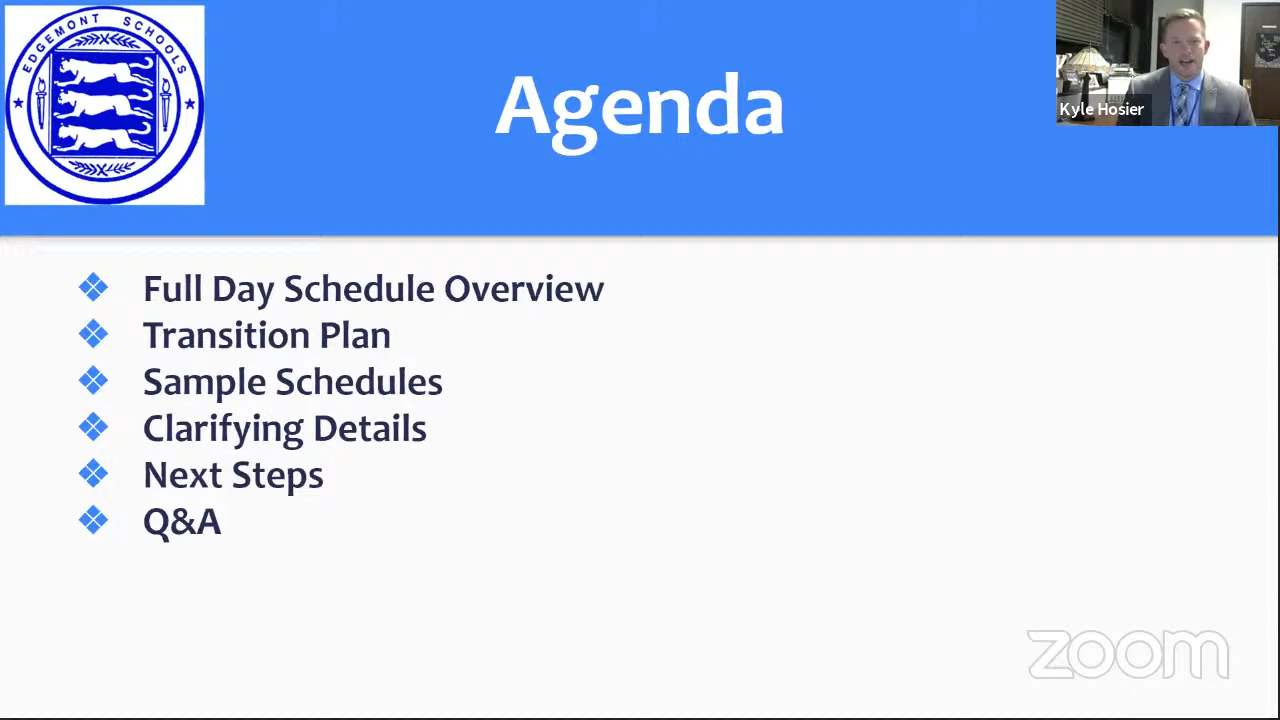 EDGEMONT SCHOOLS
Agenda
Kyle Hosier
Full Day Schedule Overview
Transition Plan
Sample Schedules
Clarifying Details
Next Steps
Q&A
zoom